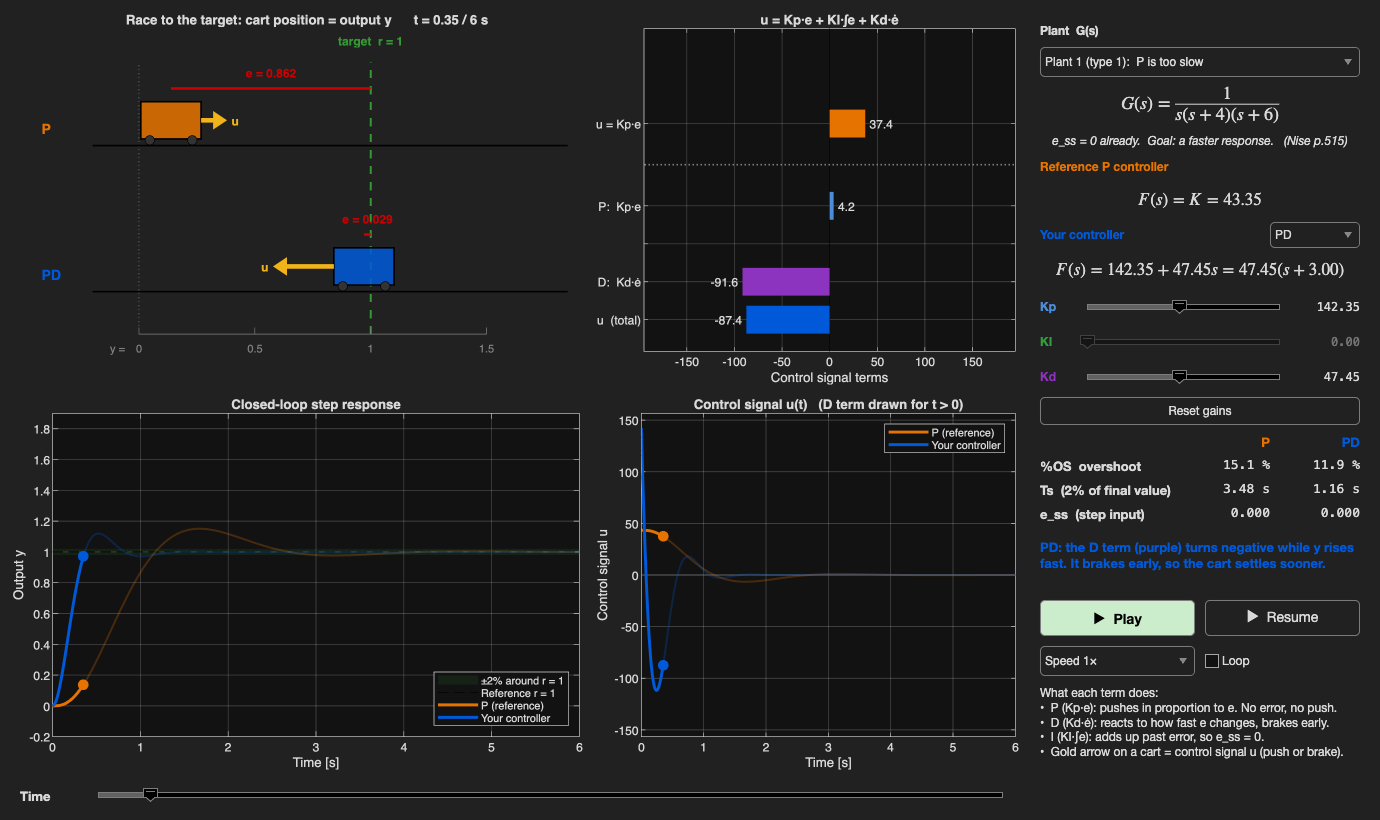 Race to the target: cart position = output y t = 0.35 / 6 s
target r = 1
e = 0.862
P
u
e = 0.029
PD
u
y = 0 0.5 1 1.5
u = Kp·e + KI·∫e + Kd·ė
u = Kp·e
37.4
P: Kp·e
4.2
D: Kd·ė
-91.6
u (total)
-87.4
-150 -100 -50 0 50 100 150
Control signal terms
Closed-loop step response
1.8
1.6
1.4
1.2
1
0.8
0.6
0.4
0.2
0
-0.2
Output y
±2% around r = 1
Reference r = 1
P (reference)
Your controller
0 1 2 3 4 5 6
Time [s]
Control signal u(t) (D term drawn for t > 0)
150
100
50
0
-50
-100
-150
Control signal u
P (reference)
Your controller
0 1 2 3 4 5 6
Time [s]
Time
Plant G(s)
Plant 1 (type 1): P is too slow
G(s) = 1 / s(s + 4)(s + 6)
e_ss = 0 already. Goal: a faster response. (Nise p.515)
Reference P controller
F(s) = K = 43.35
Your controller
PD
F(s) = 142.35 + 47.45s = 47.45(s + 3.00)
Kp 142.35
KI 0.00
Kd 47.45
Reset gains
P PD
%OS overshoot 15.1 % 11.9 %
Ts (2% of final value) 3.48 s 1.16 s
e_ss (step input) 0.000 0.000
PD: the D term (purple) turns negative while y rises
fast. It brakes early, so the cart settles sooner.
Play
Resume
Speed 1×
Loop
What each term does:
• P (Kp·e): pushes in proportion to e. No error, no push.
• D (Kd·ė): reacts to how fast e changes, brakes early.
• I (KI·∫e): adds up past error, so e_ss = 0.
• Gold arrow on a cart = control signal u (push or brake).